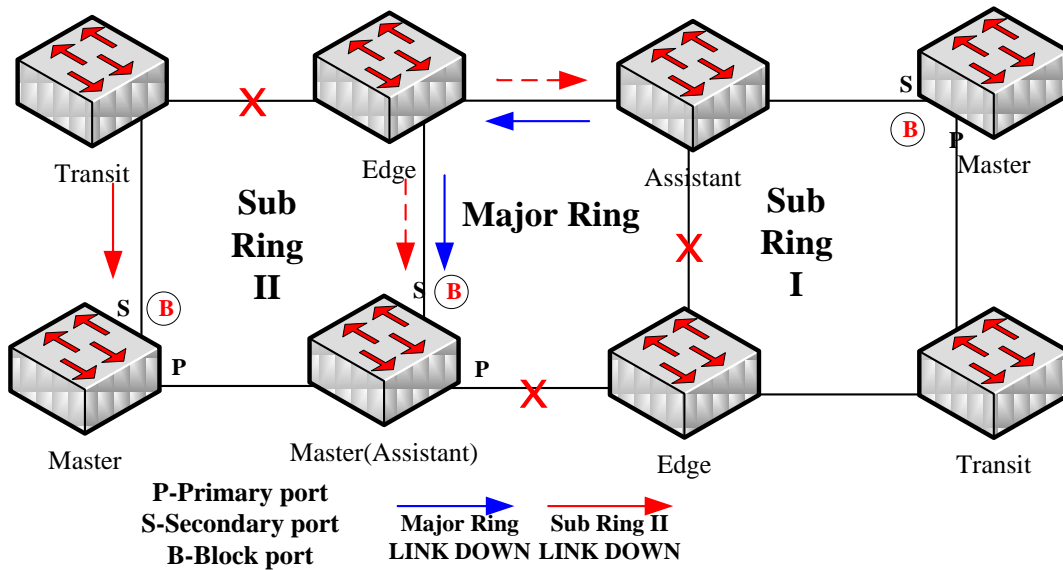 S
B
P
Transit
Edge
Assistant
Master
Sub
Ring
II
Major Ring
Sub
Ring
I
S
B
S
B
P
P
X
X
X
Master
Master(Assistant)
Edge
Transit
P-Primary port
S-Secondary port
B-Block port
Major Ring
LINK DOWN
Sub Ring II
LINK DOWN